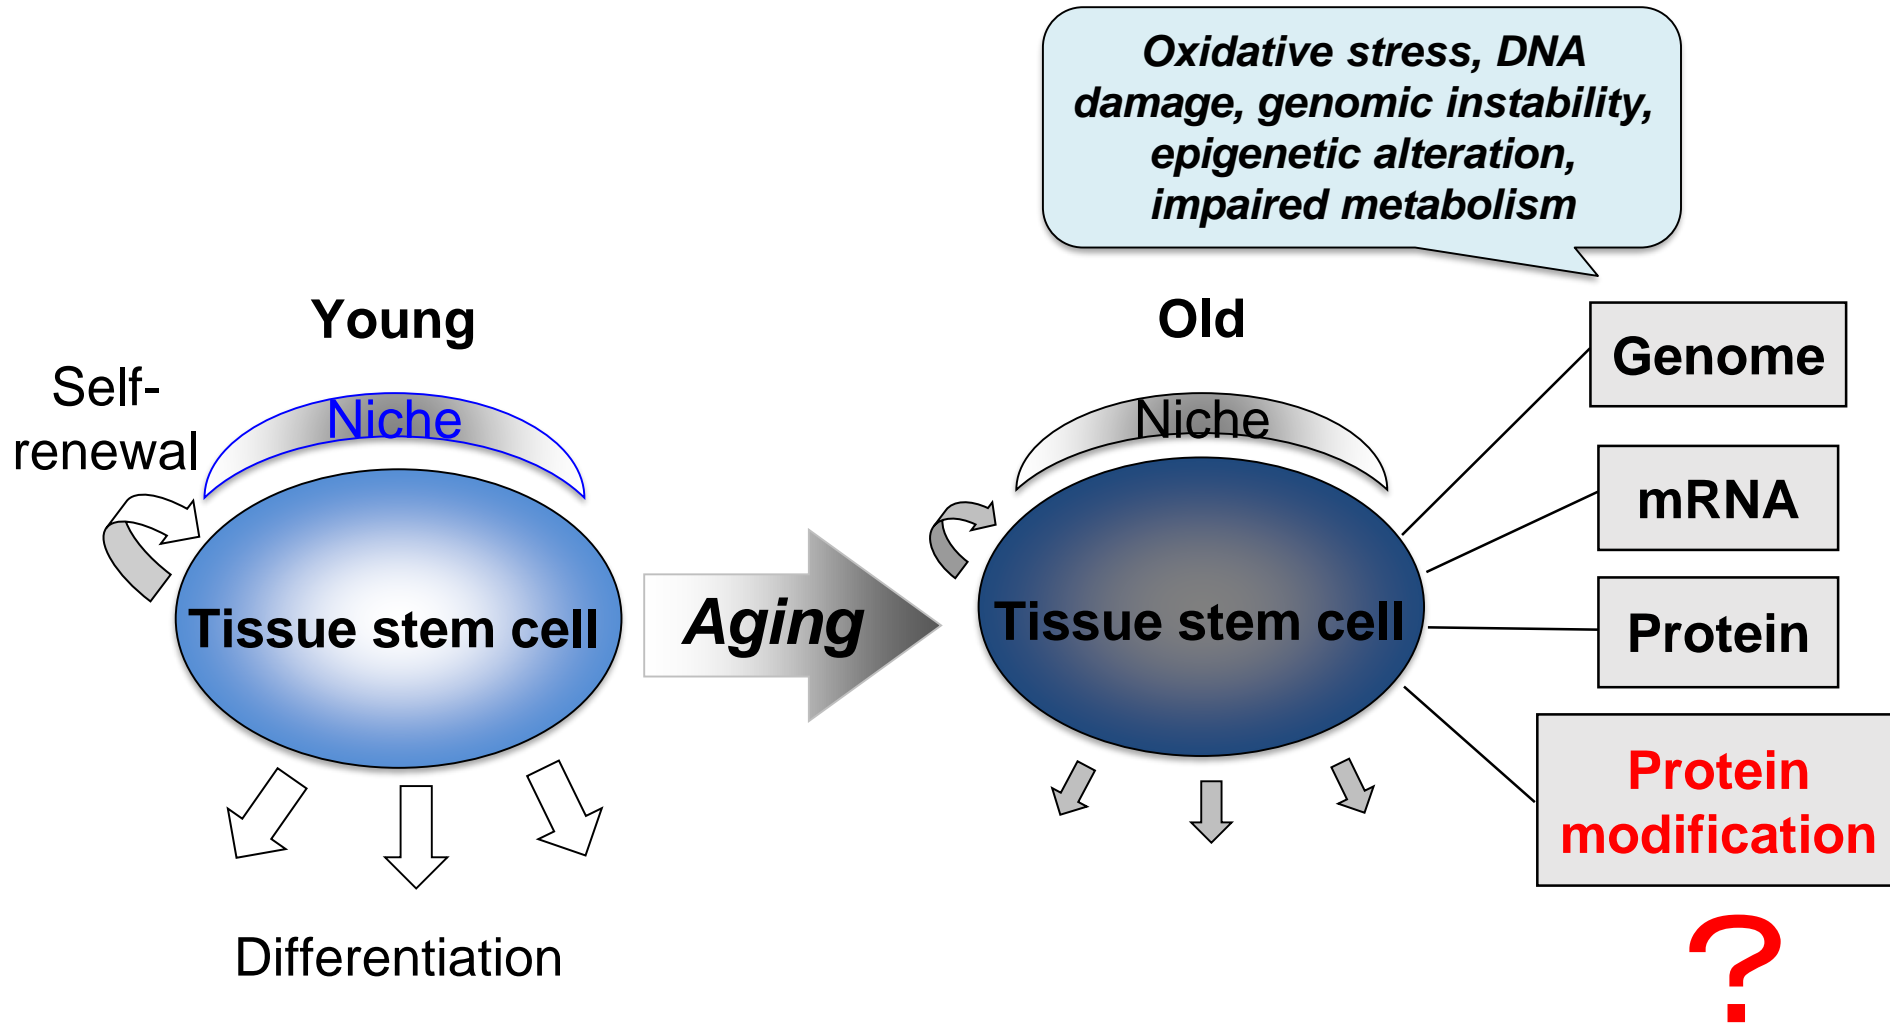 Oxidative stress, DNA
damage, genomic instability,
epigenetic alteration,
impaired metabolism
Young
Old
Self-
renewal
Niche
Niche
Genome
mRNA
Tissue stem cell
Aging
Tissue stem cell
Protein
Protein
modification
Differentiation
?